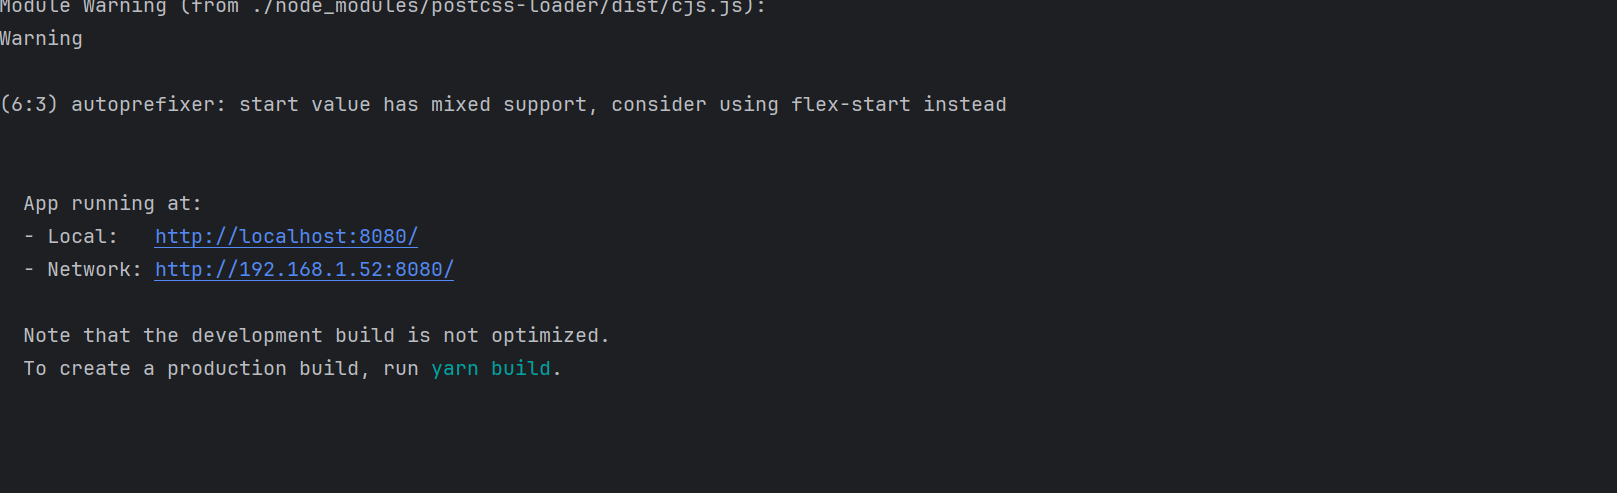 Module Warning (from ./node_modules/postcss-loader/dist/cjs.js):
Warning
(6:3) autoprefixer: start value has mixed support, consider using flex-start instead
App running at:
- Local:   http://localhost:8080/
- Network: http://192.168.1.52:8080/
Note that the development build is not optimized.
To create a production build, run yarn build.